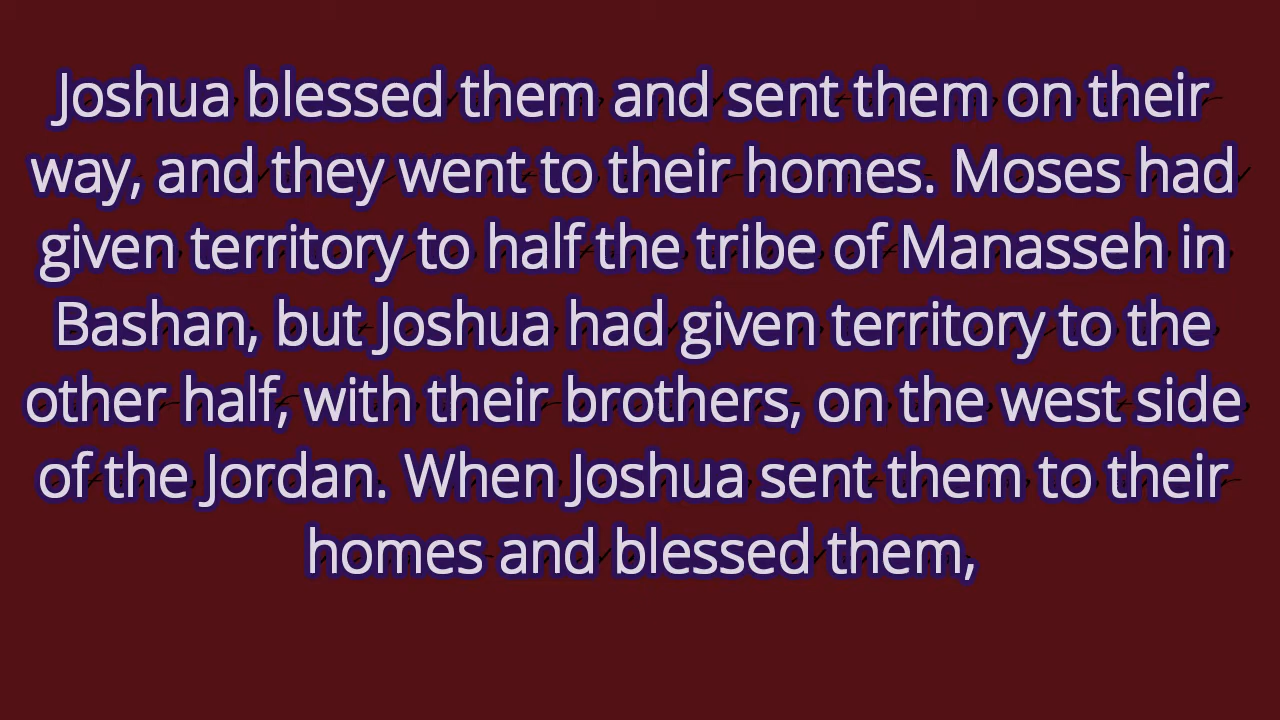 Joshua blessed them and sent them on their
way, and they went to their homes. Moses had
given territory to half the tribe of Manasseh in
Bashan, but Joshua had given territory to the
other half, with their brothers, on the west side
of the Jordan. When Joshua sent them to their
homes and blessed them,